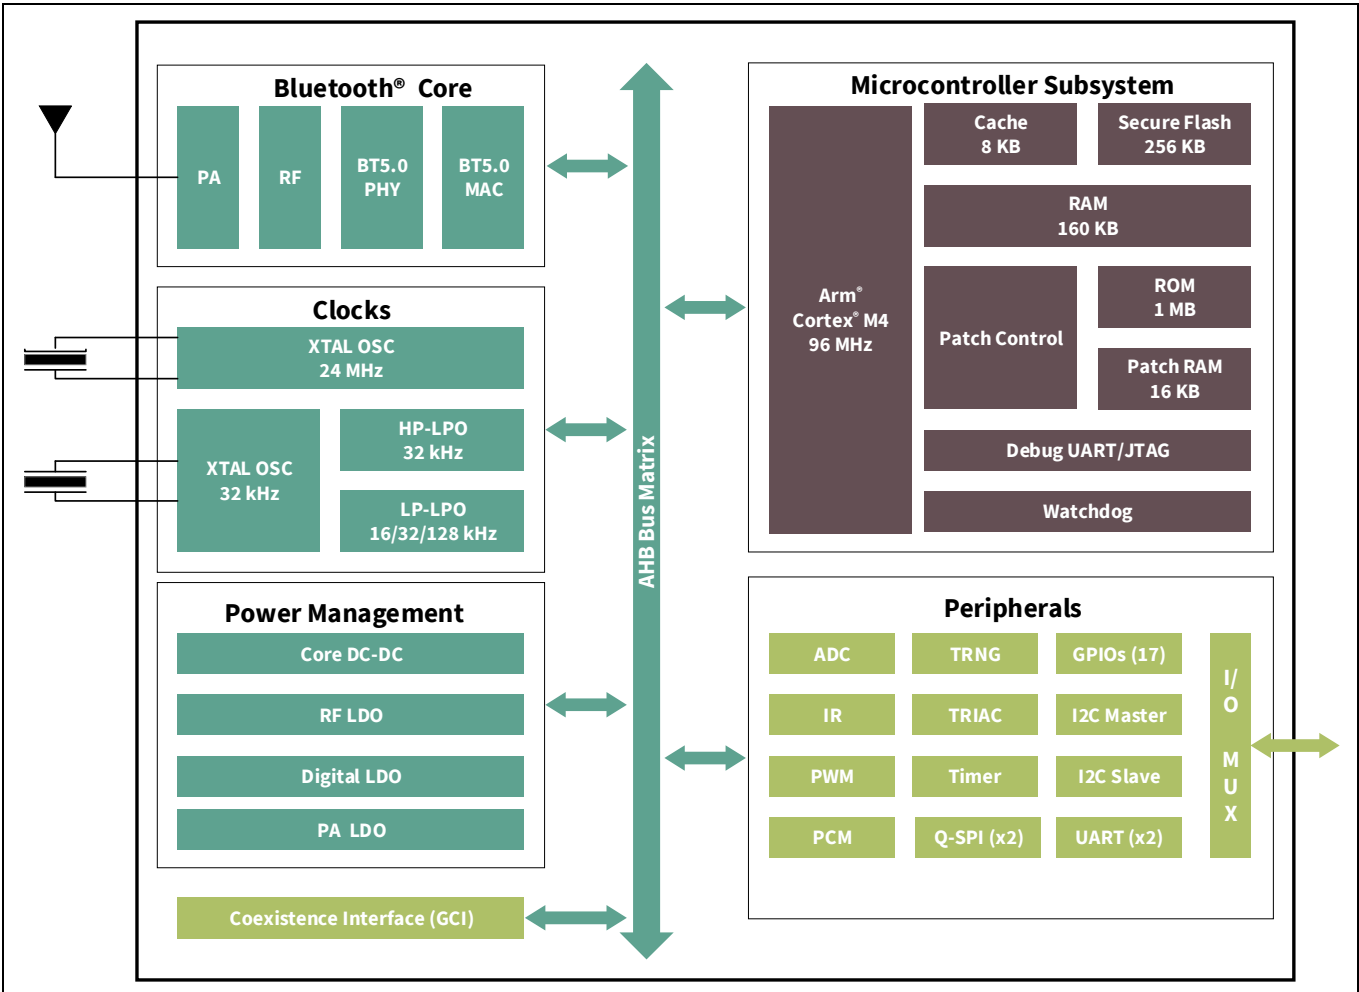 Bluetooth® Core
PA
RF
BT5.0
PHY
BT5.0
MAC
Clocks
XTAL OSC
24 MHz
XTAL OSC
32 kHz
HP-LPO
32 kHz
LP-LPO
16/32/128 kHz
Power Management
Core DC-DC
RF LDO
Digital LDO
PA LDO
Coexistence Interface (GCI)
AHB Bus Matrix
Microcontroller Subsystem
Arm®
Cortex® M4
96 MHz
Cache
8 KB
Secure Flash
256 KB
RAM
160 KB
Patch Control
ROM
1 MB
Patch RAM
16 KB
Debug UART/JTAG
Watchdog
Peripherals
ADC
TRNG
GPIOs (17)
IR
TRIAC
I2C Master
PWM
Timer
I2C Slave
PCM
Q-SPI (x2)
UART (x2)
I/
O
M
U
X